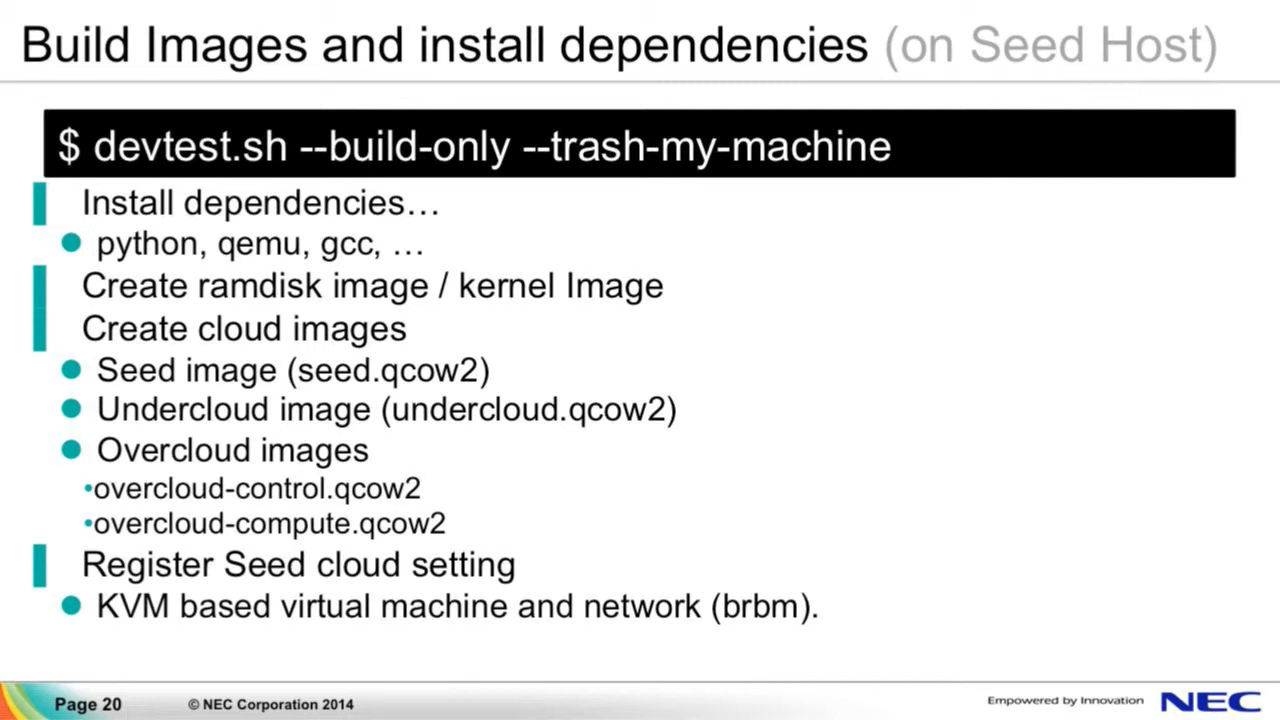 Build Images and install dependencies (on Seed Host)
$ devtest.sh --build-only --trash-my-machine
Install dependencies…
python, qemu, gcc, …
Create ramdisk image / kernel Image
Create cloud images
Seed image (seed.qcow2)
Undercloud image (undercloud.qcow2)
Overcloud images
•overcloud-control.qcow2
•overcloud-compute.qcow2
Register Seed cloud setting
KVM based virtual machine and network (brbm).
Page 20 © NEC Corporation 2014 Empowered by Innovation NEC